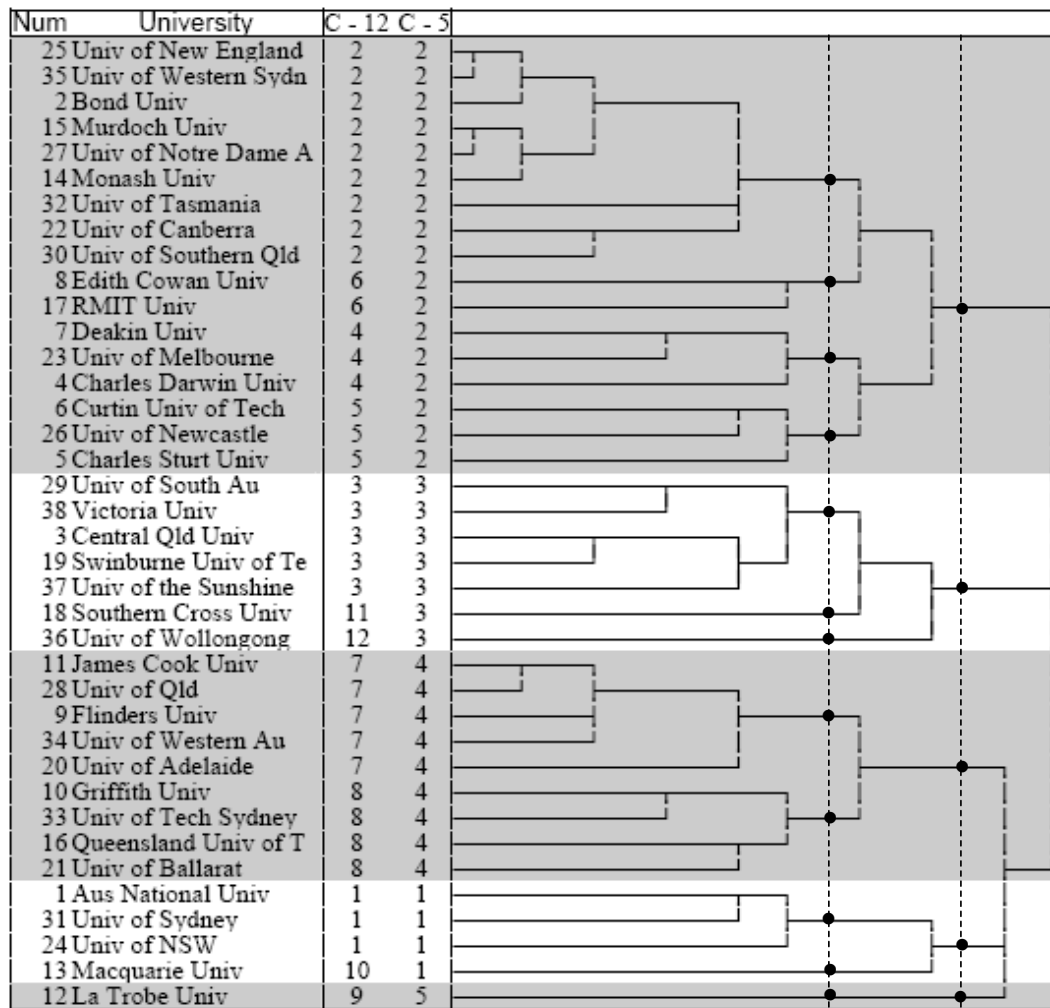 Num University C - 12 C - 5
25 Univ of New England 2 2
35 Univ of Western Sydn 2 2
2 Bond Univ 2 2
15 Murdoch Univ 2 2
27 Univ of Notre Dame A 2 2
14 Monash Univ 2 2
32 Univ of Tasmania 2 2
22 Univ of Canberra 2 2
30 Univ of Southern Qld 2 2
8 Edith Cowan Univ 6 2
17 RMIT Univ 6 2
7 Deakin Univ 4 2
23 Univ of Melbourne 4 2
4 Charles Darwin Univ 4 2
6 Curtin Univ of Tech 5 2
26 Univ of Newcastle 5 2
5 Charles Sturt Univ 5 2
29 Univ of South Au 3 3
38 Victoria Univ 3 3
3 Central Qld Univ 3 3
19 Swinburne Univ of Te 3 3
37 Univ of the Sunshine 3 3
18 Southern Cross Univ 11 3
36 Univ of Wollongong 12 3
11 James Cook Univ 7 4
28 Univ of Qld 7 4
9 Flinders Univ 7 4
34 Univ of Western Au 7 4
20 Univ of Adelaide 7 4
10 Griffith Univ 8 4
33 Univ of Tech Sydney 8 4
16 Queensland Univ of T 8 4
21 Univ of Ballarat 8 4
1 Aus National Univ 1 1
31 Univ of Sydney 1 1
24 Univ of NSW 1 1
13 Macquarie Univ 10 1
12 La Trobe Univ 9 5